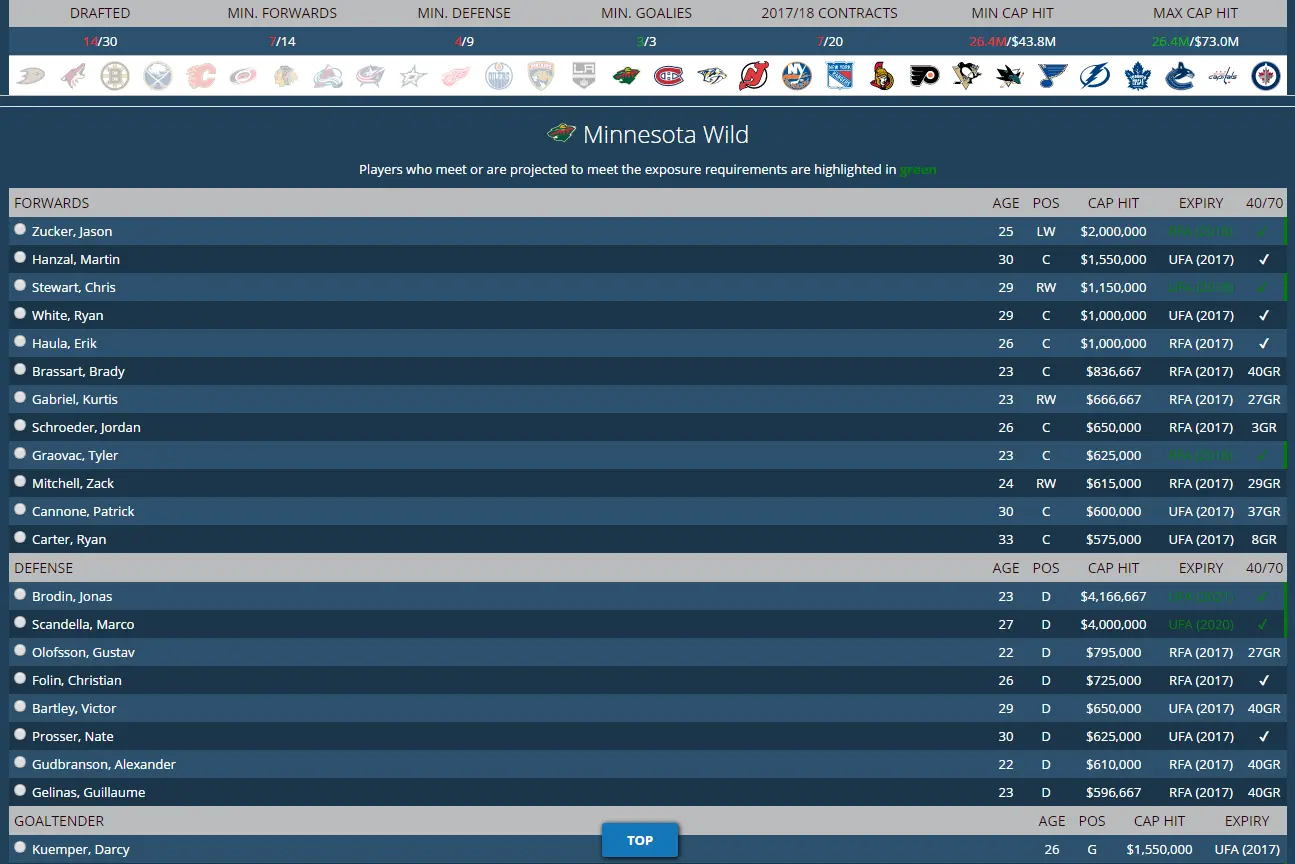 DRAFTED MIN. FORWARDS MIN. DEFENSE MIN. GOALIES 2017/18 CONTRACTS MIN CAP HIT MAX CAP HIT
14/30 7/14 4/9 3/3 7/20 26.4M/$43.8M 26.4M/$73.0M
Minnesota Wild
Players who meet or are projected to meet the exposure requirements are highlighted in green
FORWARDS AGE POS CAP HIT EXPIRY 40/70
Zucker, Jason 25 LW $2,000,000 ✓
Hanzal, Martin 30 C $1,550,000 UFA (2017) ✓
Stewart, Chris 29 RW $1,150,000 ✓
White, Ryan 29 C $1,000,000 UFA (2017) ✓
Haula, Erik 26 C $1,000,000 RFA (2017) ✓
Brassart, Brady 23 C $836,667 RFA (2017) 40GR
Gabriel, Kurtis 23 RW $666,667 RFA (2017) 27GR
Schroeder, Jordan 26 C $650,000 RFA (2017) 3GR
Graovac, Tyler 23 C $625,000 ✓
Mitchell, Zack 24 RW $615,000 RFA (2017) 29GR
Cannone, Patrick 30 C $600,000 UFA (2017) 37GR
Carter, Ryan 33 C $575,000 UFA (2017) 8GR
DEFENSE AGE POS CAP HIT EXPIRY 40/70
Brodin, Jonas 23 D $4,166,667 ✓
Scandella, Marco 27 D $4,000,000 UFA (2020) ✓
Olofsson, Gustav 22 D $795,000 RFA (2017) 27GR
Folin, Christian 26 D $725,000 RFA (2017) ✓
Bartley, Victor 29 D $650,000 UFA (2017) 40GR
Prosser, Nate 30 D $625,000 UFA (2017) ✓
Gudbranson, Alexander 22 D $610,000 RFA (2017) 40GR
Gelinas, Guillaume 23 D $596,667 RFA (2017) 40GR
GOALTENDER AGE POS CAP HIT EXPIRY
TOP
Kuemper, Darcy 26 G $1,550,000 UFA (2017)